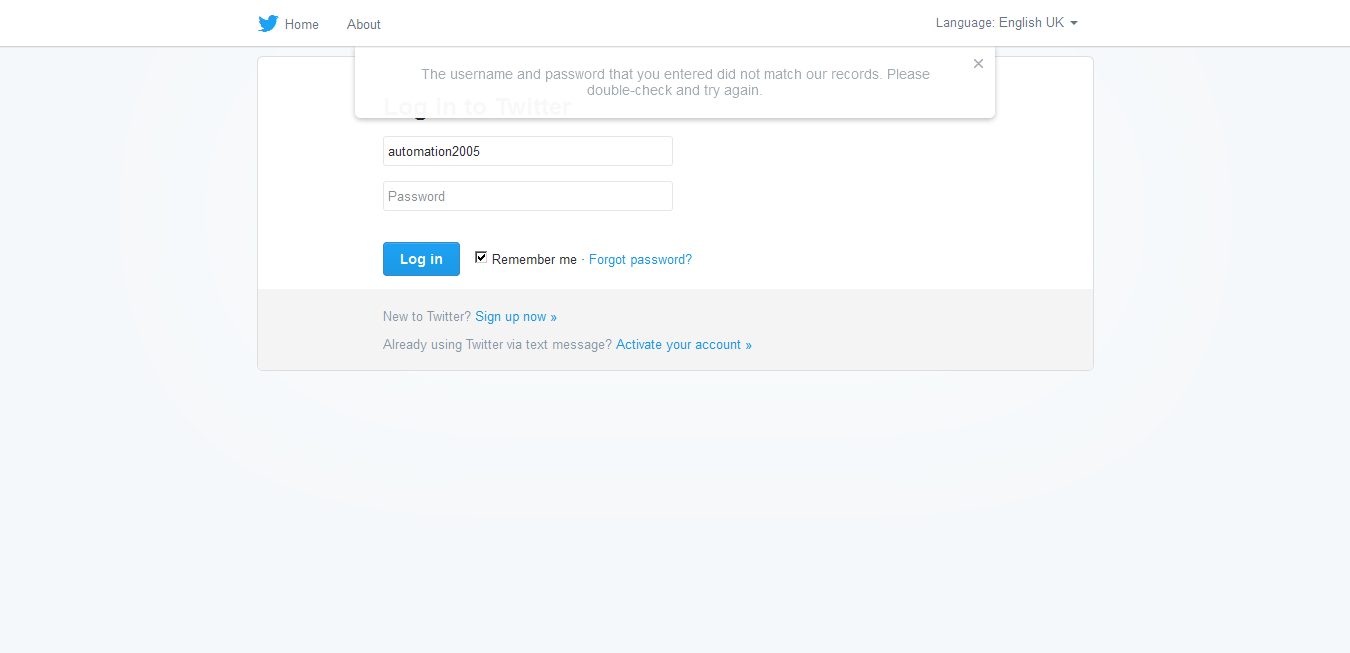 Home
About
Language: English UK
The username and password that you entered did not match our records. Please
double-check and try again.
×
Log in to Twitter
automation2005
Password
Log in
Remember me · Forgot password?
New to Twitter? Sign up now »
Already using Twitter via text message? Activate your account »